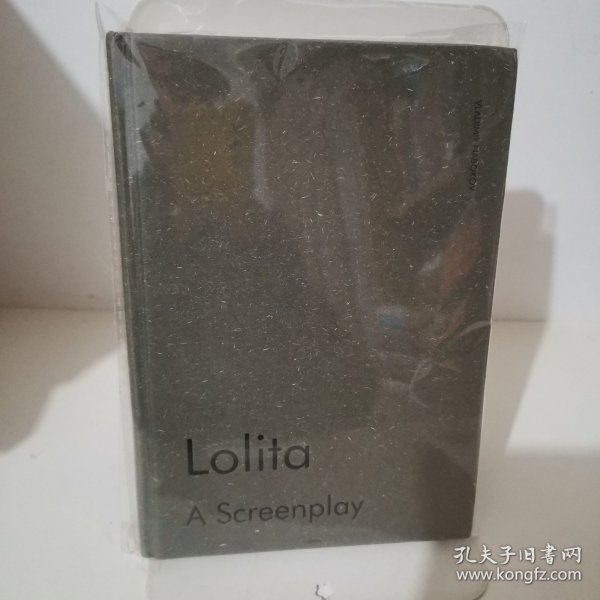 VLADIMIR NABOKOV
Lolita
A Screenplay
孔夫子旧书网
www.kongfz.com